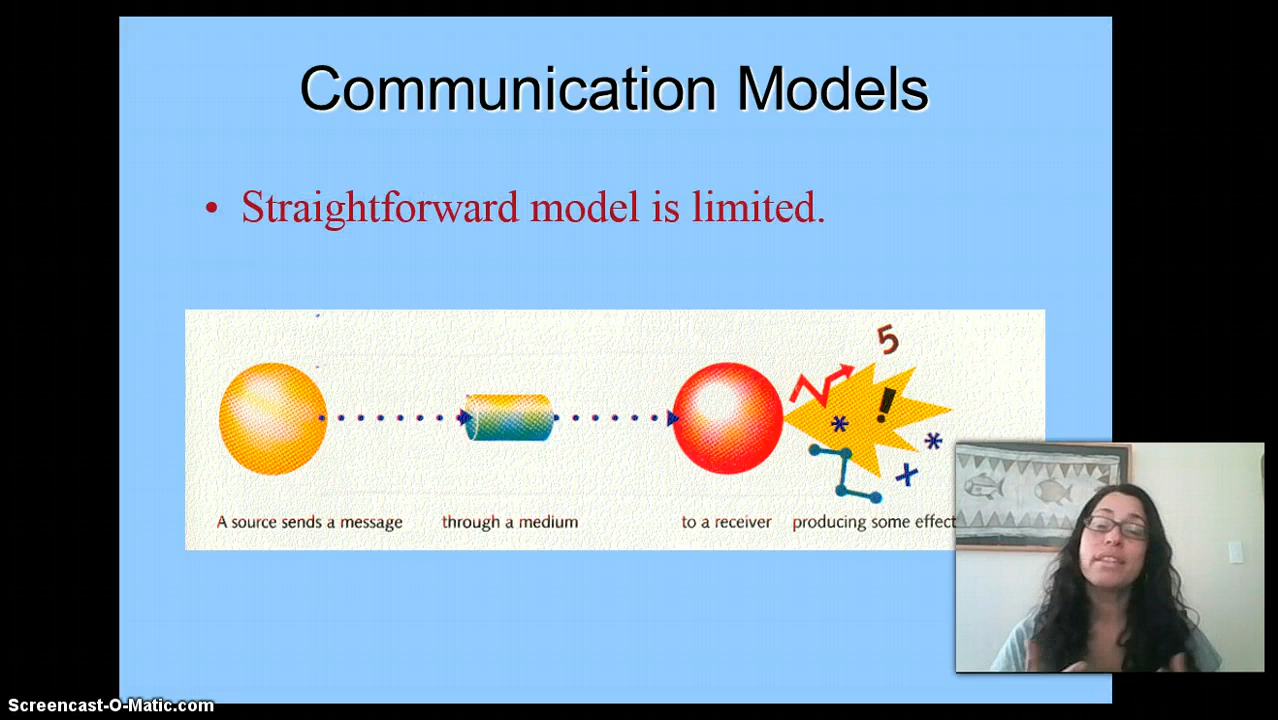 Communication Models
• Straightforward model is limited.
5
!
*
*
+
A source sends a message through a medium to a receiver producing some effect
Screencast-O-Matic.com